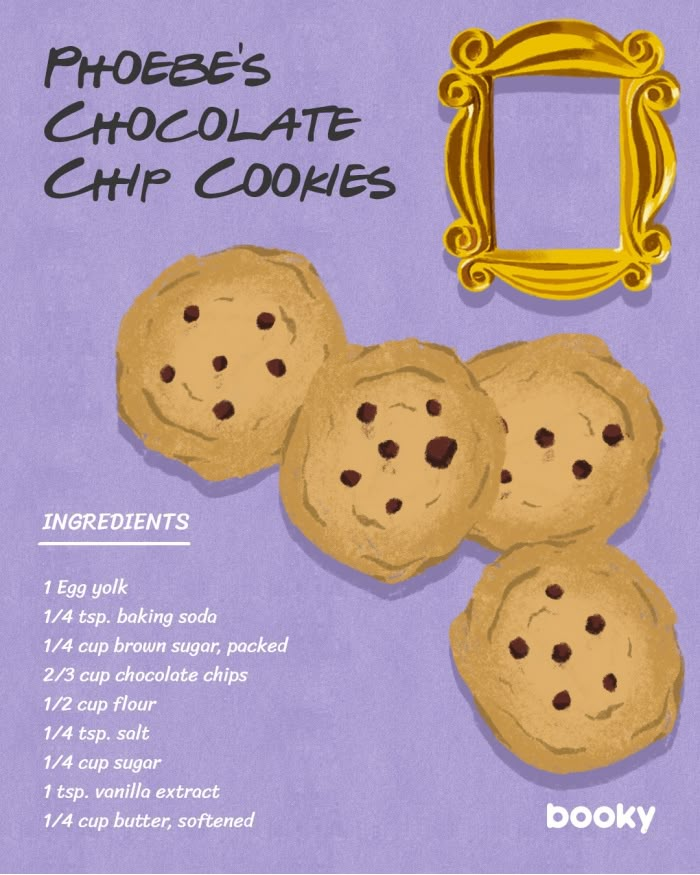 Phoebe's
Chocolate
Chip Cookies
INGREDIENTS
1 Egg yolk
1/4 tsp. baking soda
1/4 cup brown sugar, packed
2/3 cup chocolate chips
1/2 cup flour
1/4 tsp. salt
1/4 cup sugar
1 tsp. vanilla extract
1/4 cup butter, softened
booky